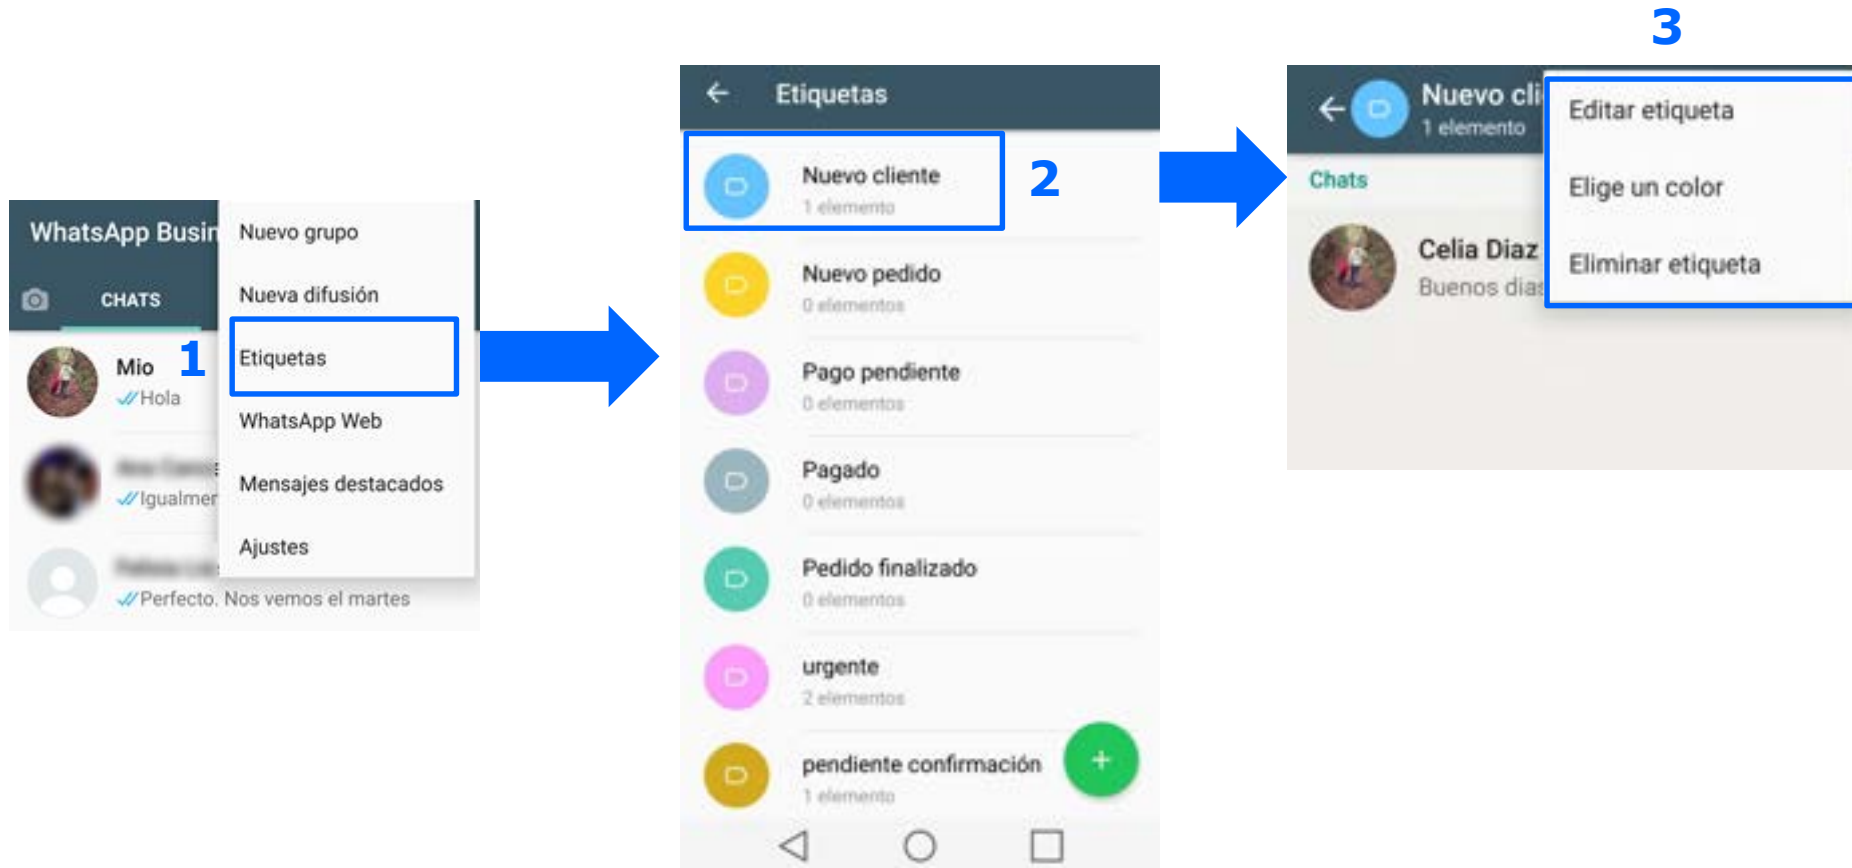 WhatsApp Busin
CHATS
Mio
Hola
Igualmer
Perfecto. Nos vemos el martes
Nuevo grupo
Nueva difusión
1
Etiquetas
WhatsApp Web
Mensajes destacados
Ajustes
Etiquetas
2
Nuevo cliente
1 elemento
Nuevo pedido
0 elementos
Pago pendiente
0 elementos
Pagado
0 elementos
Pedido finalizado
0 elementos
urgente
2 elementos
pendiente confirmación
1 elemento
3
Nuevo cli
1 elemento
Chats
Celia Diaz
Buenos dias
Editar etiqueta
Elige un color
Eliminar etiqueta